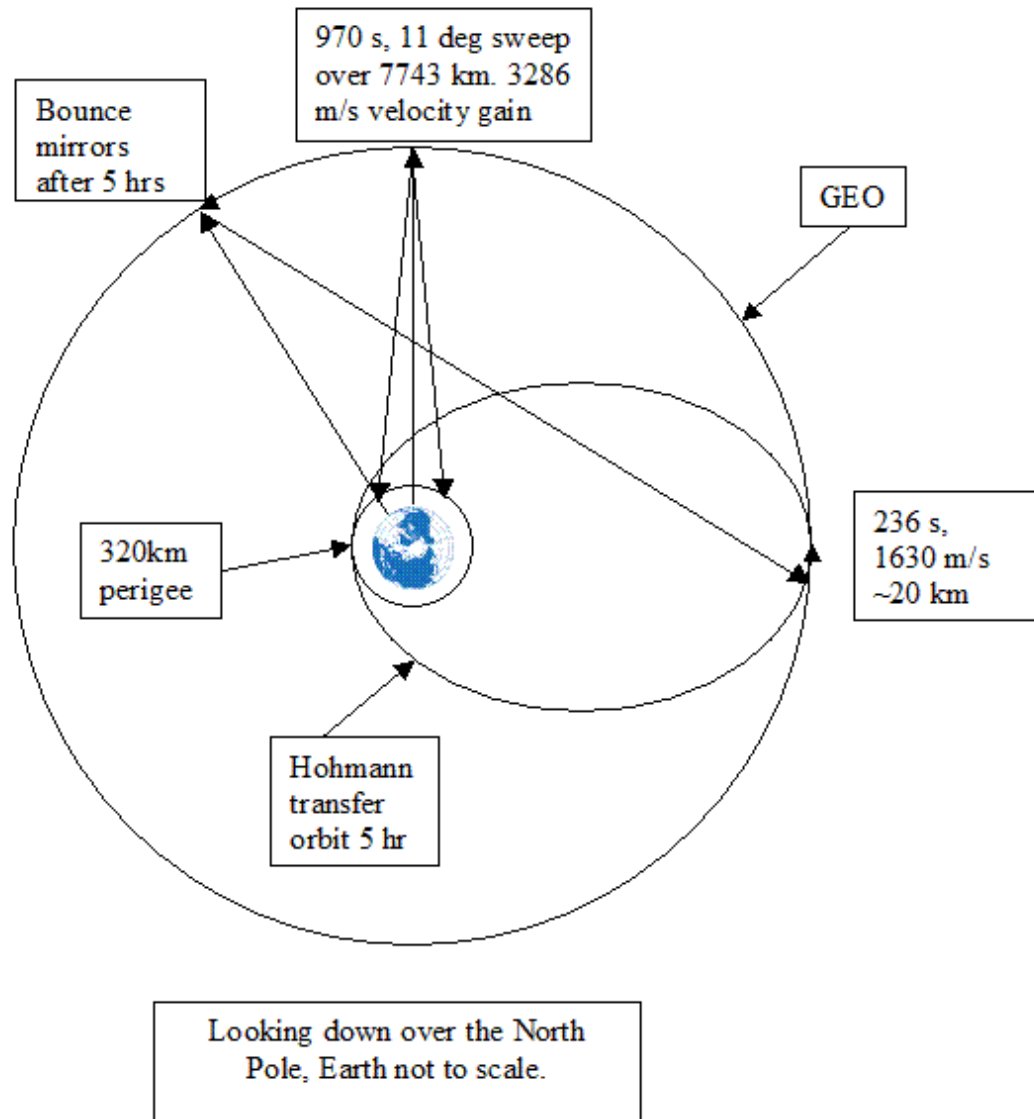 970 s, 11 deg sweep
over 7743 km. 3286
m/s velocity gain
Bounce
mirrors
after 5 hrs
GEO
320km
perigee
236 s,
1630 m/s
~20 km
Hohmann
transfer
orbit 5 hr
Looking down over the North
Pole, Earth not to scale.